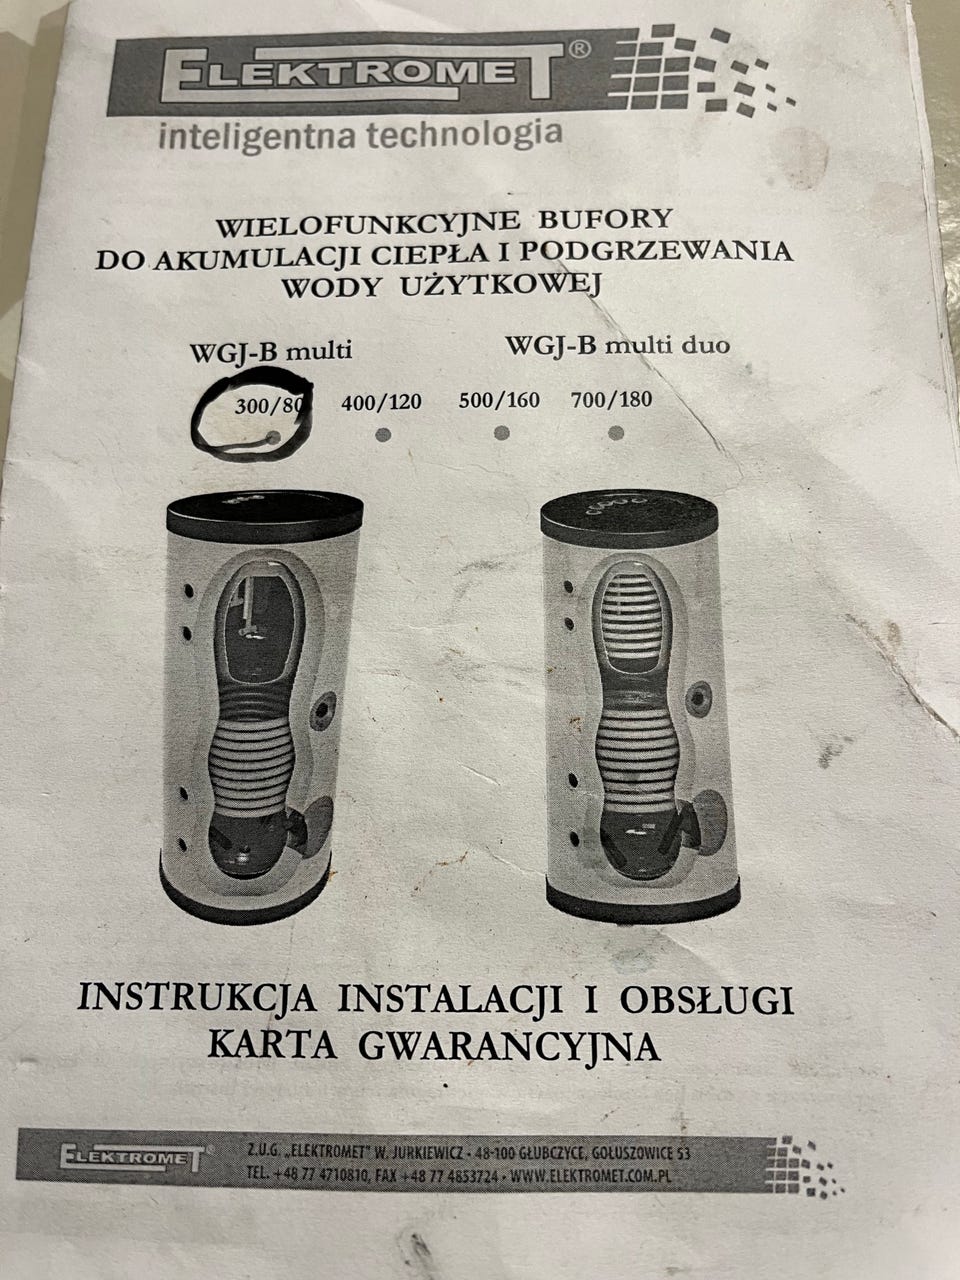 ELEKTROMET®
inteligentna technologia
WIELOFUNKCYJNE BUFORY
DO AKUMULACJI CIEPŁA I PODGRZEWANIA
WODY UŻYTKOWEJ
WGJ-B multi WGJ-B multi duo
300/80 400/120 500/160 700/180
INSTRUKCJA INSTALACJI I OBSŁUGI
KARTA GWARANCYJNA
ELEKTROMET®
Z.U.G. „ELEKTROMET" W. JURKIEWICZ • 48-100 GŁUBCZYCE, GOŁUSZOWICE 53
TEL. +48 77 4710810, FAX +48 77 4853724 • WWW.ELEKTROMET.COM.PL